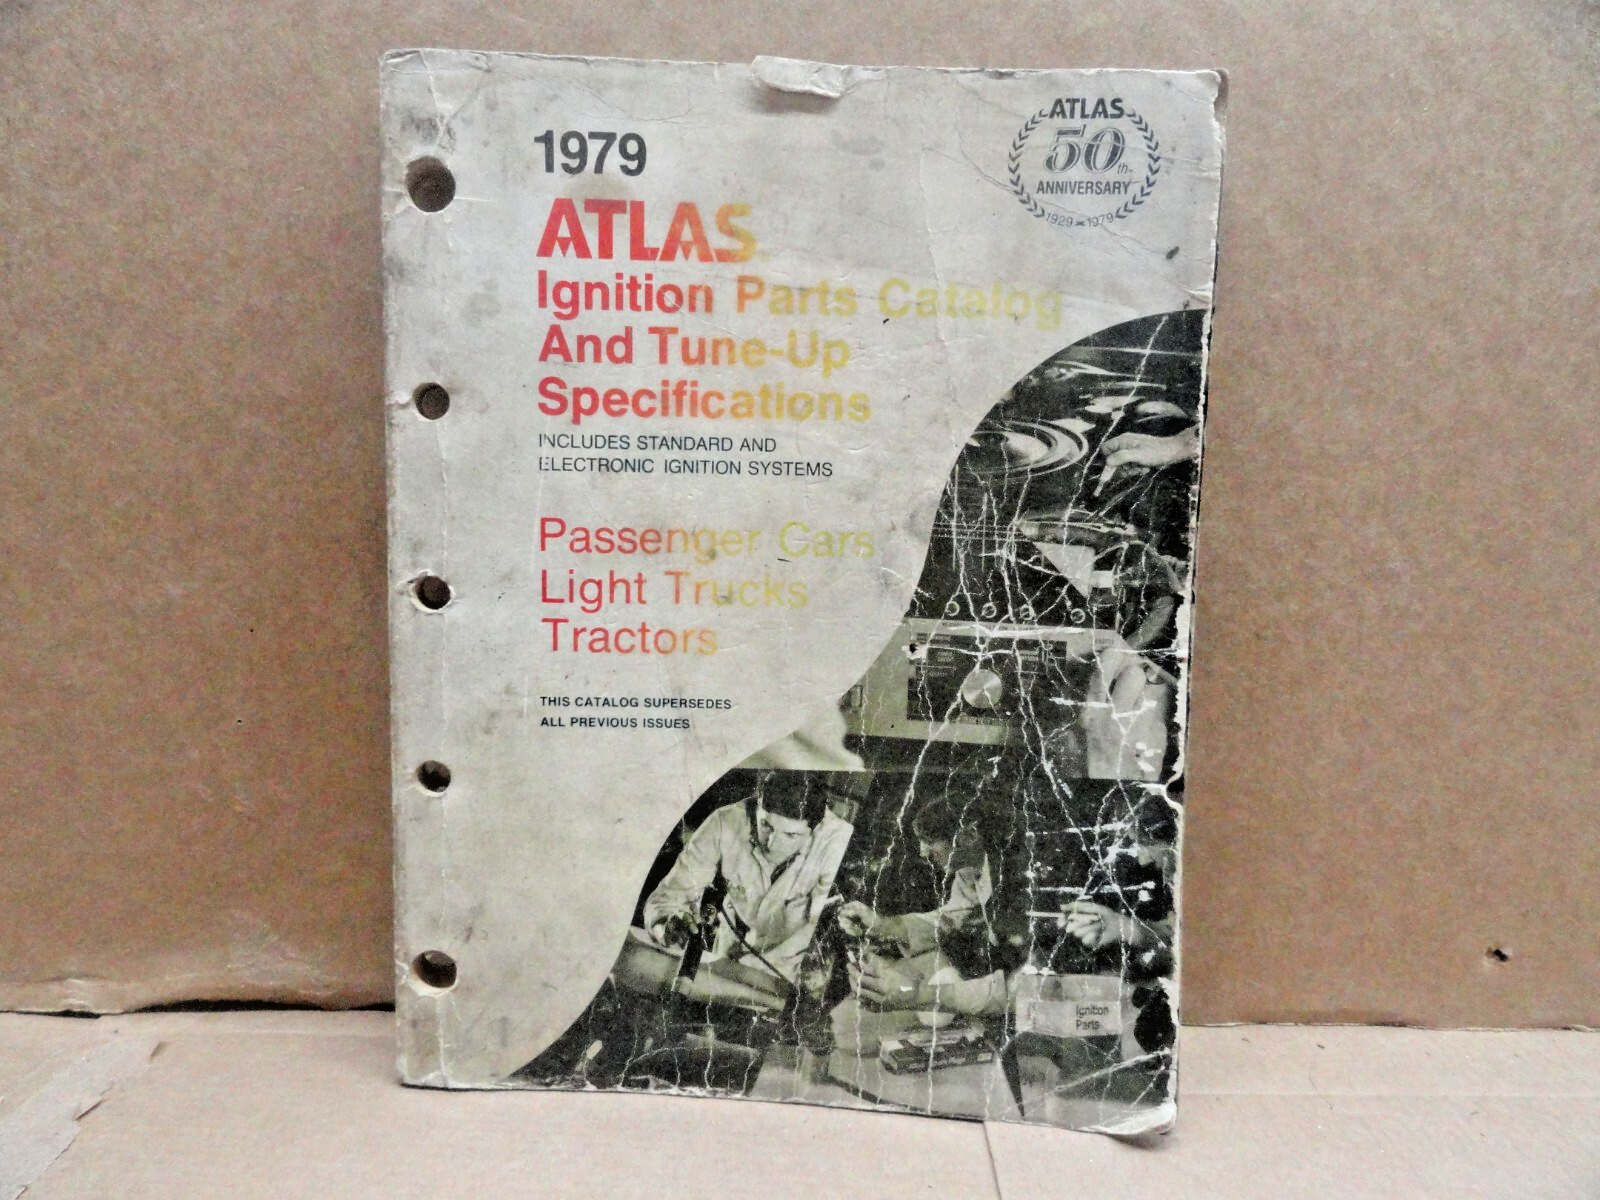 1979
ATLAS
50th
ANNIVERSARY
1929-1979
ATLAS
Ignition Parts Catalog
And Tune-Up
Specifications
INCLUDES STANDARD AND
ELECTRONIC IGNITION SYSTEMS
Passenger Cars
Light Trucks
Tractors
THIS CATALOG SUPERSEDES
ALL PREVIOUS ISSUES
Ignition
Parts